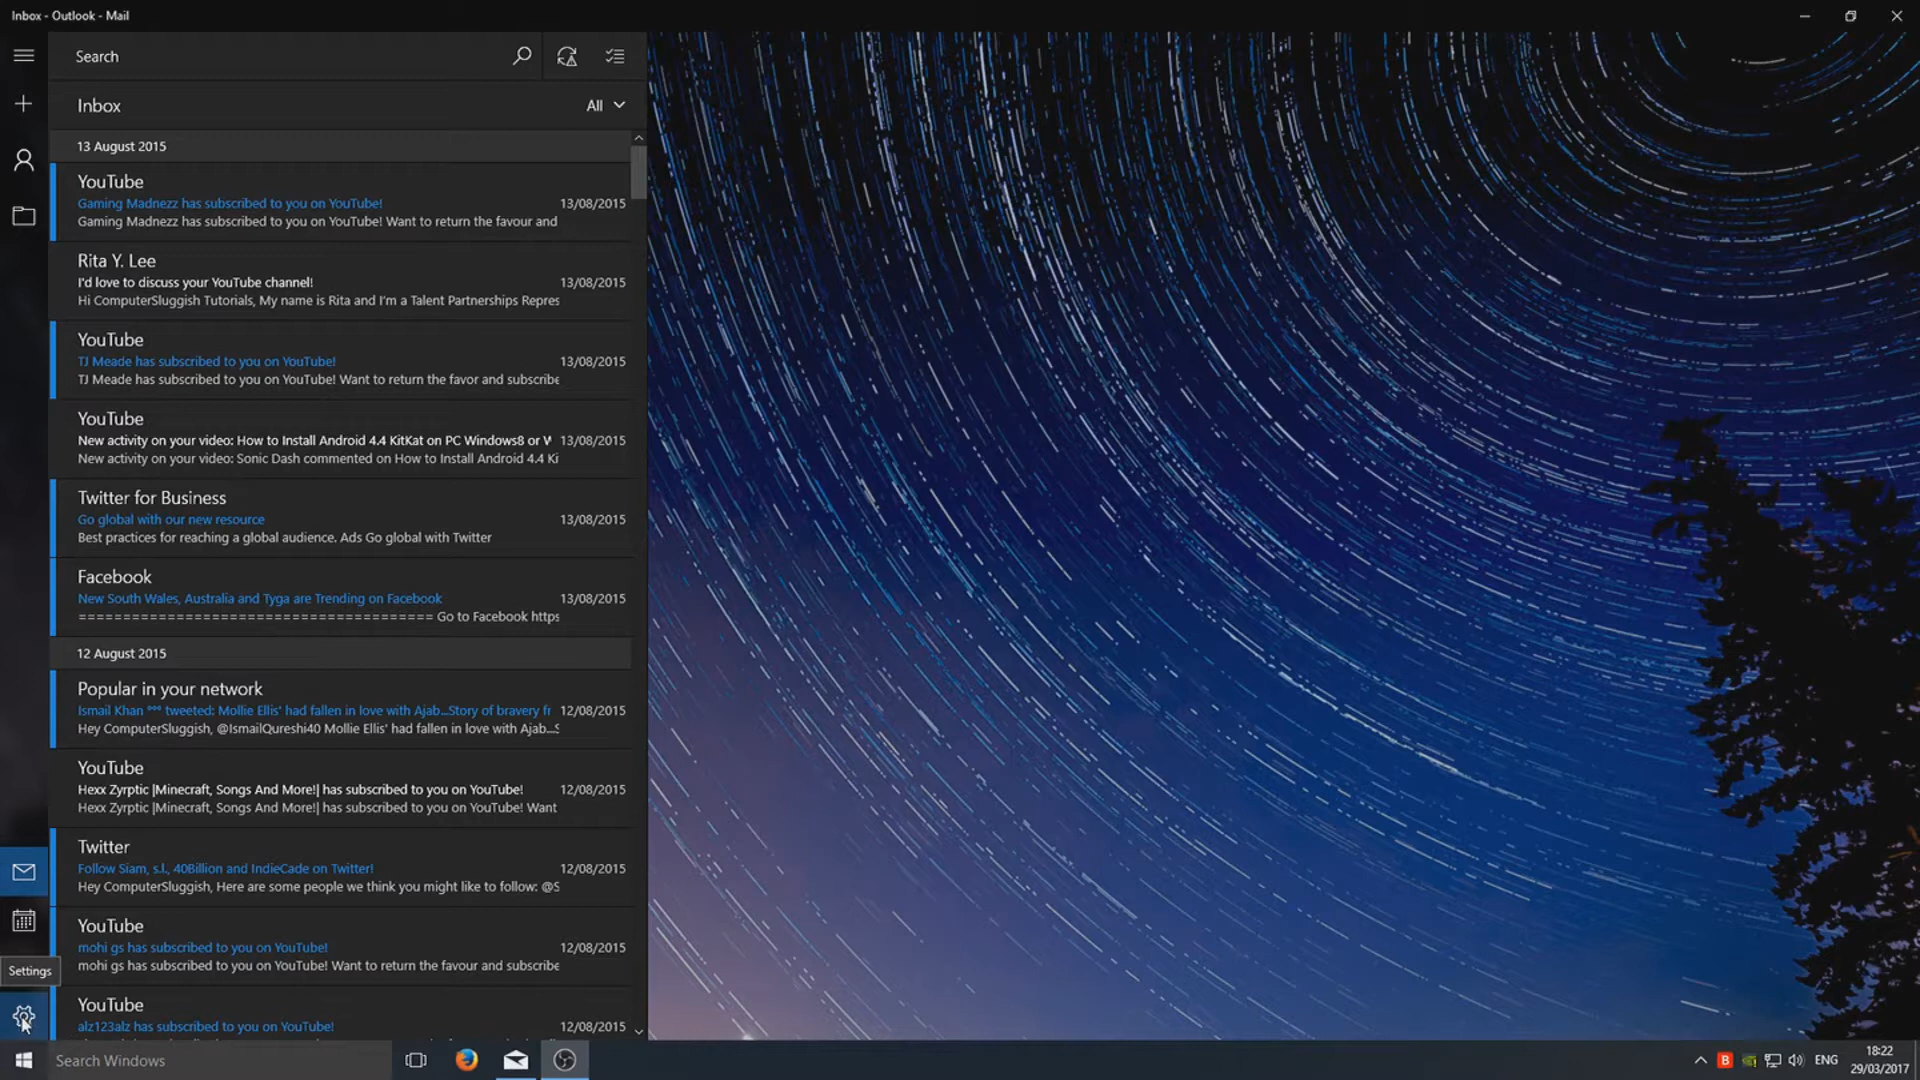 Inbox - Outlook - Mail
Search
Inbox
All
13 August 2015
YouTube
Gaming Madnezz has subscribed to you on YouTube!
13/08/2015
Gaming Madnezz has subscribed to you on YouTube! Want to return the favour and
Rita Y. Lee
I'd love to discuss your YouTube channel!
13/08/2015
Hi ComputerSluggish Tutorials, My name is Rita and I'm a Talent Partnerships Repres
YouTube
TJ Meade has subscribed to you on YouTube!
13/08/2015
TJ Meade has subscribed to you on YouTube! Want to return the favor and subscribe
YouTube
New activity on your video: How to Install Android 4.4 KitKat on PC Windows8 or W
13/08/2015
New activity on your video: Sonic Dash commented on How to Install Android 4.4 Ki
Twitter for Business
Go global with our new resource
13/08/2015
Best practices for reaching a global audience. Ads Go global with Twitter
Facebook
New South Wales, Australia and Tyga are Trending on Facebook
13/08/2015
======================================== Go to Facebook https
12 August 2015
Popular in your network
Ismail Khan °°° tweeted: Mollie Ellis' had fallen in love with Ajab...Story of bravery fr
12/08/2015
Hey ComputerSluggish, @IsmailQureshi40 Mollie Ellis' had fallen in love with Ajab...S
YouTube
Hexx Zyrptic |Minecraft, Songs And More!| has subscribed to you on YouTube!
12/08/2015
Hexx Zyrptic |Minecraft, Songs And More!| has subscribed to you on YouTube! Want
Twitter
Follow Siam, s.l., 40Billion and IndieCade on Twitter!
12/08/2015
Hey ComputerSluggish, Here are some people we think you might like to follow: @S
YouTube
mohi gs has subscribed to you on YouTube!
12/08/2015
mohi gs has subscribed to you on YouTube! Want to return the favour and subscribe
Settings
YouTube
alz123alz has subscribed to you on YouTube!
12/08/2015
Search Windows
B
ENG
18:22
29/03/2017